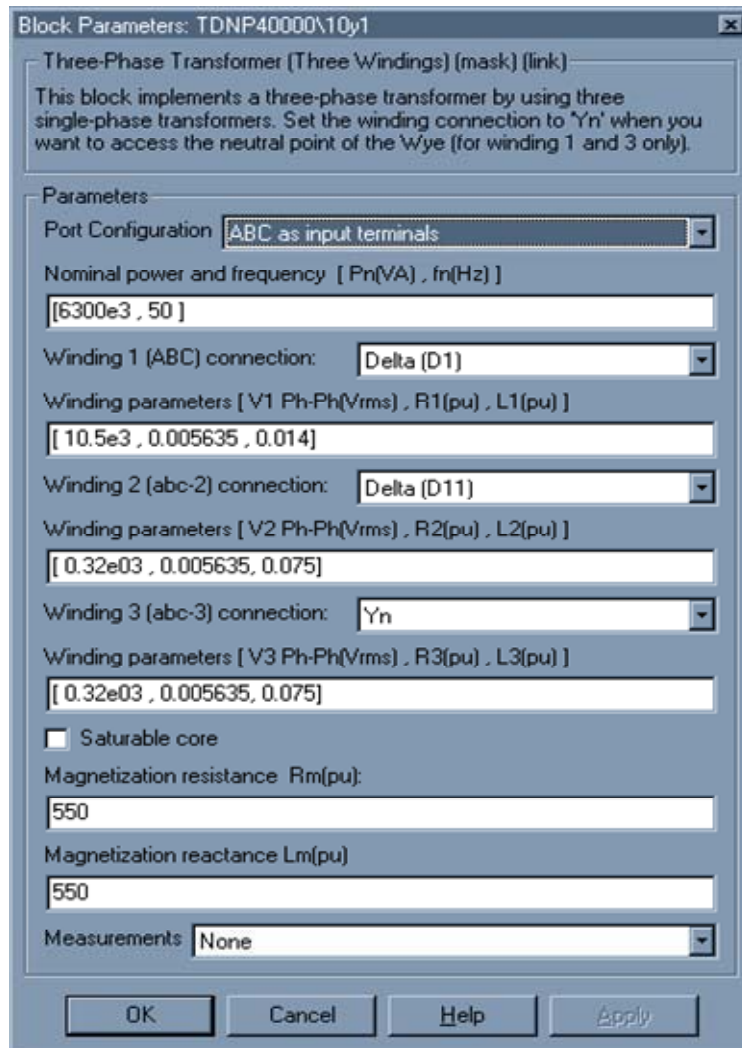 Block Parameters: TDNP40000\10y1
Three-Phase Transformer (Three Windings) (mask) (link)
This block implements a three-phase transformer by using three
single-phase transformers. Set the winding connection to 'Yn' when you
want to access the neutral point of the Wye (for winding 1 and 3 only).
Parameters
Port Configuration ABC as input terminals
Nominal power and frequency [ Pn(VA) , fn(Hz) ]
[6300e3 , 50 ]
Winding 1 (ABC) connection: Delta (D1)
Winding parameters [ V1 Ph-Ph(Vrms) , R1(pu) , L1(pu) ]
[ 10.5e3 , 0.005635 , 0.014]
Winding 2 (abc-2) connection: Delta (D11)
Winding parameters [ V2 Ph-Ph(Vrms) , R2(pu) , L2(pu) ]
[ 0.32e03 , 0.005635, 0.075]
Winding 3 (abc-3) connection: Yn
Winding parameters [ V3 Ph-Ph(Vrms) , R3(pu) , L3(pu) ]
[ 0.32e03 , 0.005635, 0.075]
Saturable core
Magnetization resistance Rm(pu):
550
Magnetization reactance Lm(pu)
550
Measurements None
OK Cancel Help Apply